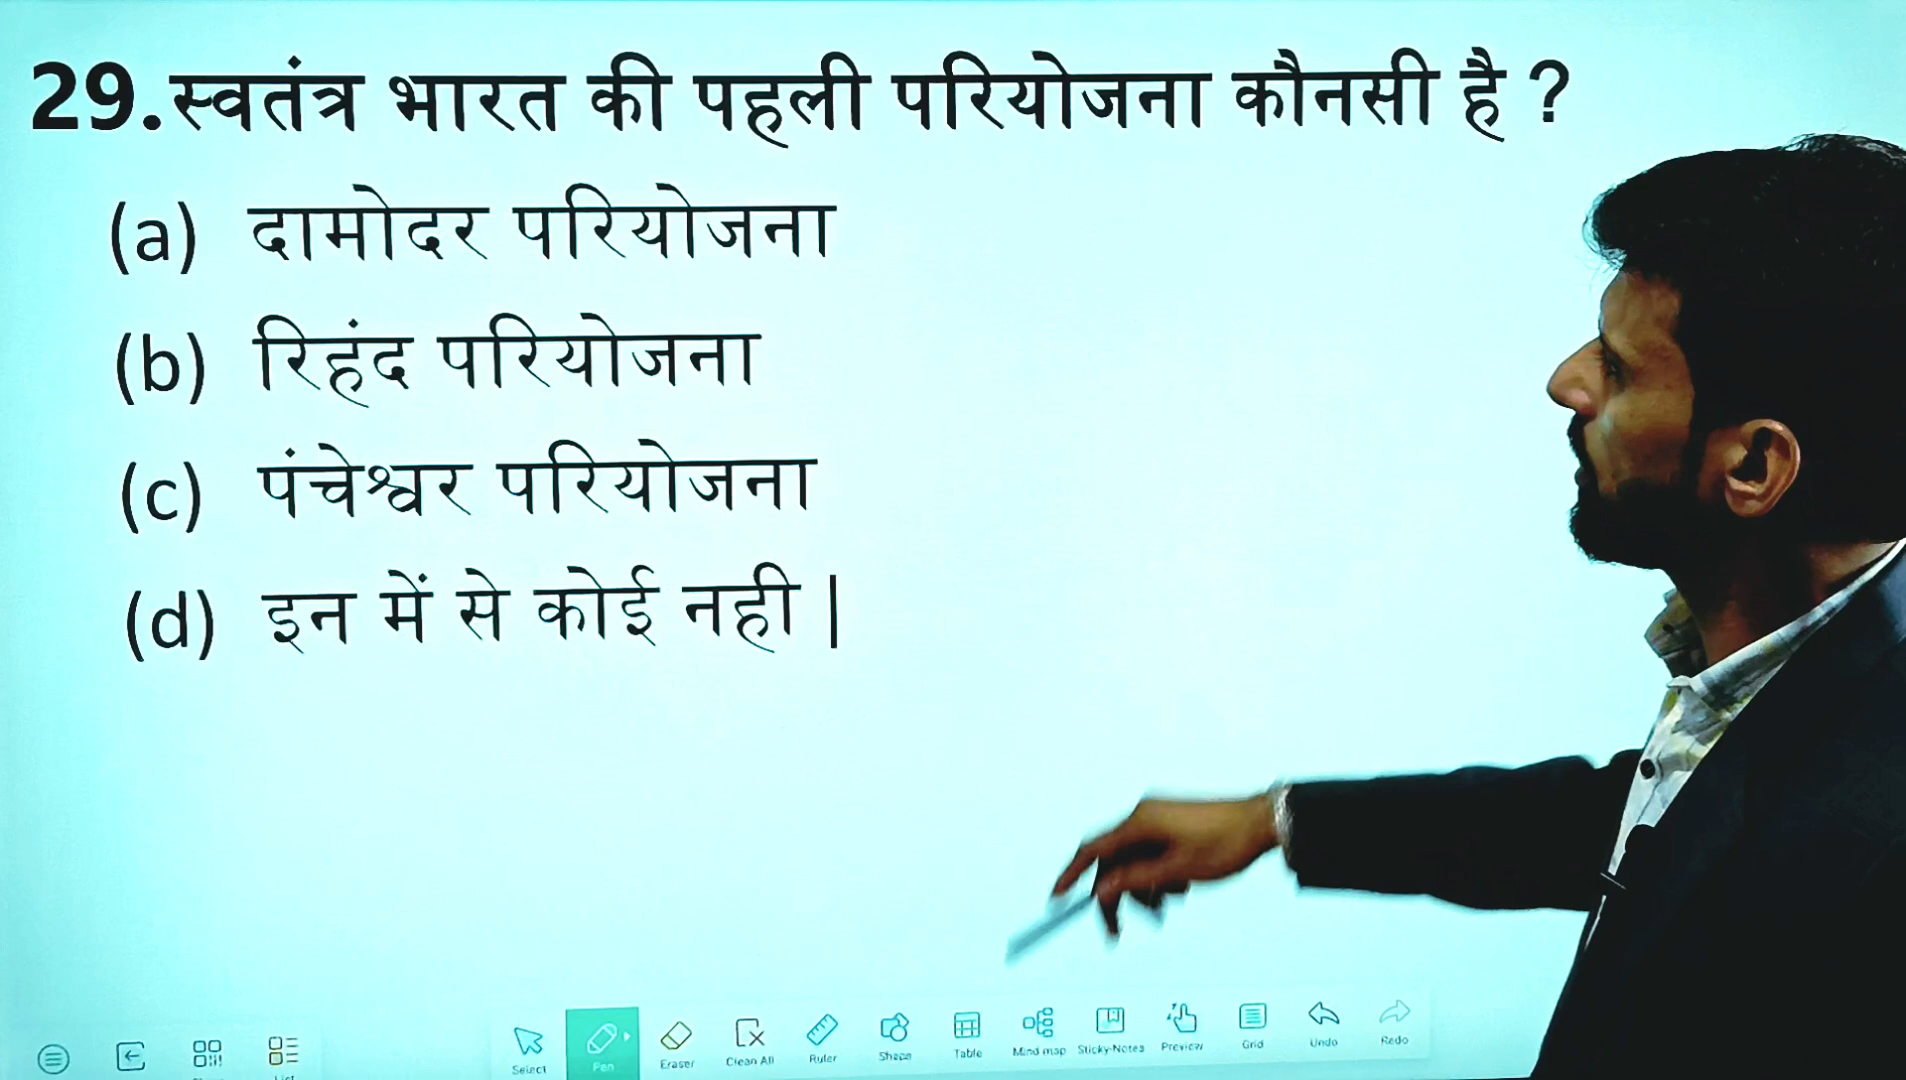 29. स्वतंत्र भारत की पहली परियोजना कौनसी है ?
(a) दामोदर परियोजना
(b) रिहंद परियोजना
(c) पंचेश्वर परियोजना
(d) इन में से कोई नही |
Select
Pen
Eraser
Clean All
Ruler
Shape
Table
Mind map
Sticky-Notes
Preview
Grid
Undo
Redo